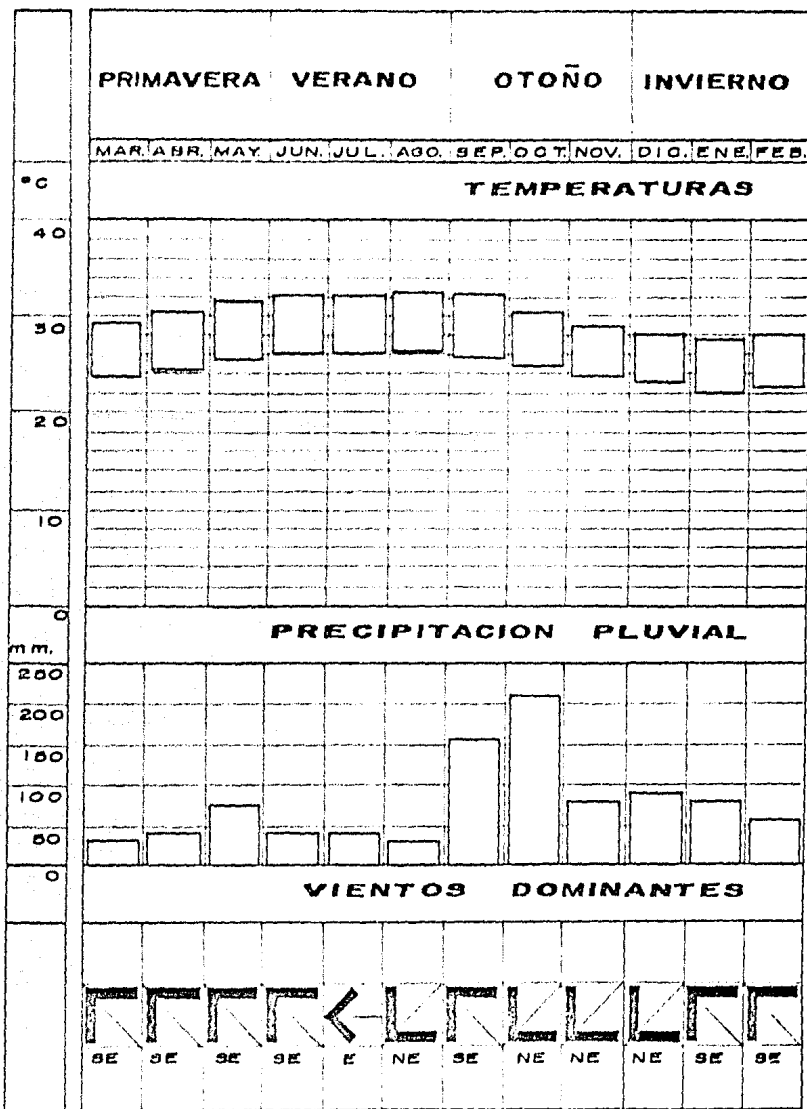 PRIMAVERA VERANO OTOÑO INVIERNO
MAR. ABR. MAY. JUN. JUL. AGO. SEP. OCT. NOV. DIC. ENE. FEB.
°C TEMPERATURAS
40
30
20
10
0
PRECIPITACION PLUVIAL
mm.
250
200
150
100
50
0
VIENTOS DOMINANTES
SE SE SE SE E NE SE NE NE NE SE SE